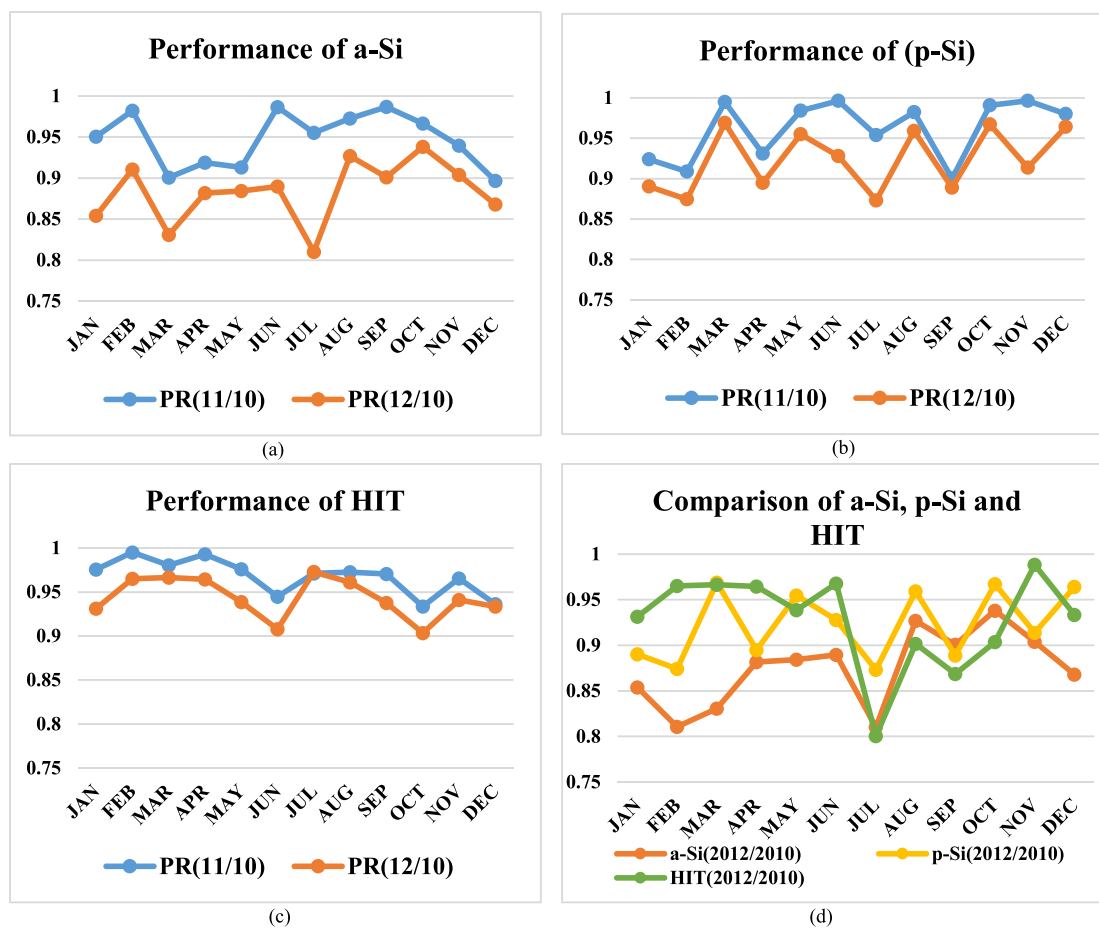 Performance of a-Si
1
0.95
0.9
0.85
0.8
0.75
JAN FEB MAR APR MAY JUN JUL AUG SEP OCT NOV DEC
PR(11/10) PR(12/10)
(a)
Performance of (p-Si)
1
0.95
0.9
0.85
0.8
0.75
JAN FEB MAR APR MAY JUN JUL AUG SEP OCT NOV DEC
PR(11/10) PR(12/10)
(b)
Performance of HIT
1
0.95
0.9
0.85
0.8
0.75
JAN FEB MAR APR MAY JUN JUL AUG SEP OCT NOV DEC
PR(11/10) PR(12/10)
(c)
Comparison of a-Si, p-Si and
HIT
1
0.95
0.9
0.85
0.8
0.75
JAN FEB MAR APR MAY JUN JUL AUG SEP OCT NOV DEC
a-Si(2012/2010) p-Si(2012/2010)
HIT(2012/2010)
(d)